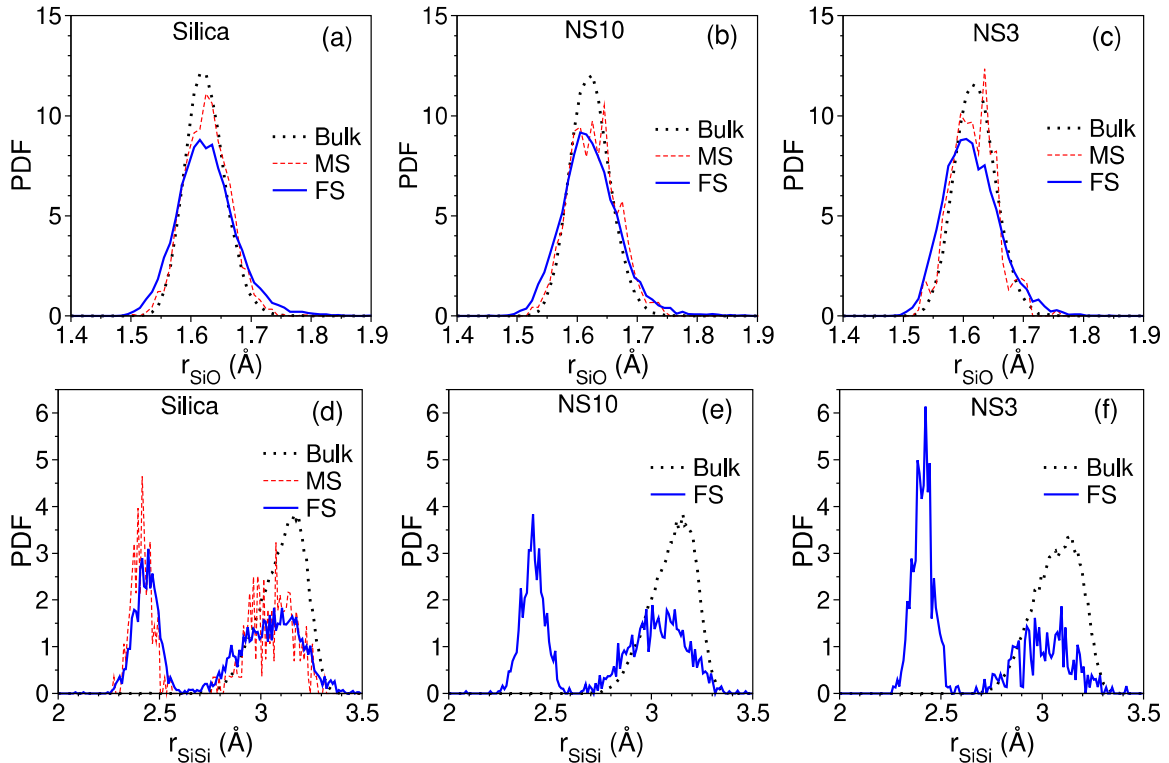 Silica
(a)
15
10
5
0
PDF
Bulk
MS
FS
1.4 1.5 1.6 1.7 1.8 1.9
rSiO (Å)
NS10
(b)
15
10
5
0
PDF
Bulk
MS
FS
1.4 1.5 1.6 1.7 1.8 1.9
rSiO (Å)
NS3
(c)
15
10
5
0
PDF
Bulk
MS
FS
1.4 1.5 1.6 1.7 1.8 1.9
rSiO (Å)
Silica
(d)
6
5
4
3
2
1
0
PDF
Bulk
MS
FS
2 2.5 3 3.5
rSiSi (Å)
NS10
(e)
6
5
4
3
2
1
0
PDF
Bulk
FS
2 2.5 3 3.5
rSiSi (Å)
NS3
(f)
6
5
4
3
2
1
0
PDF
Bulk
FS
2 2.5 3 3.5
rSiSi (Å)